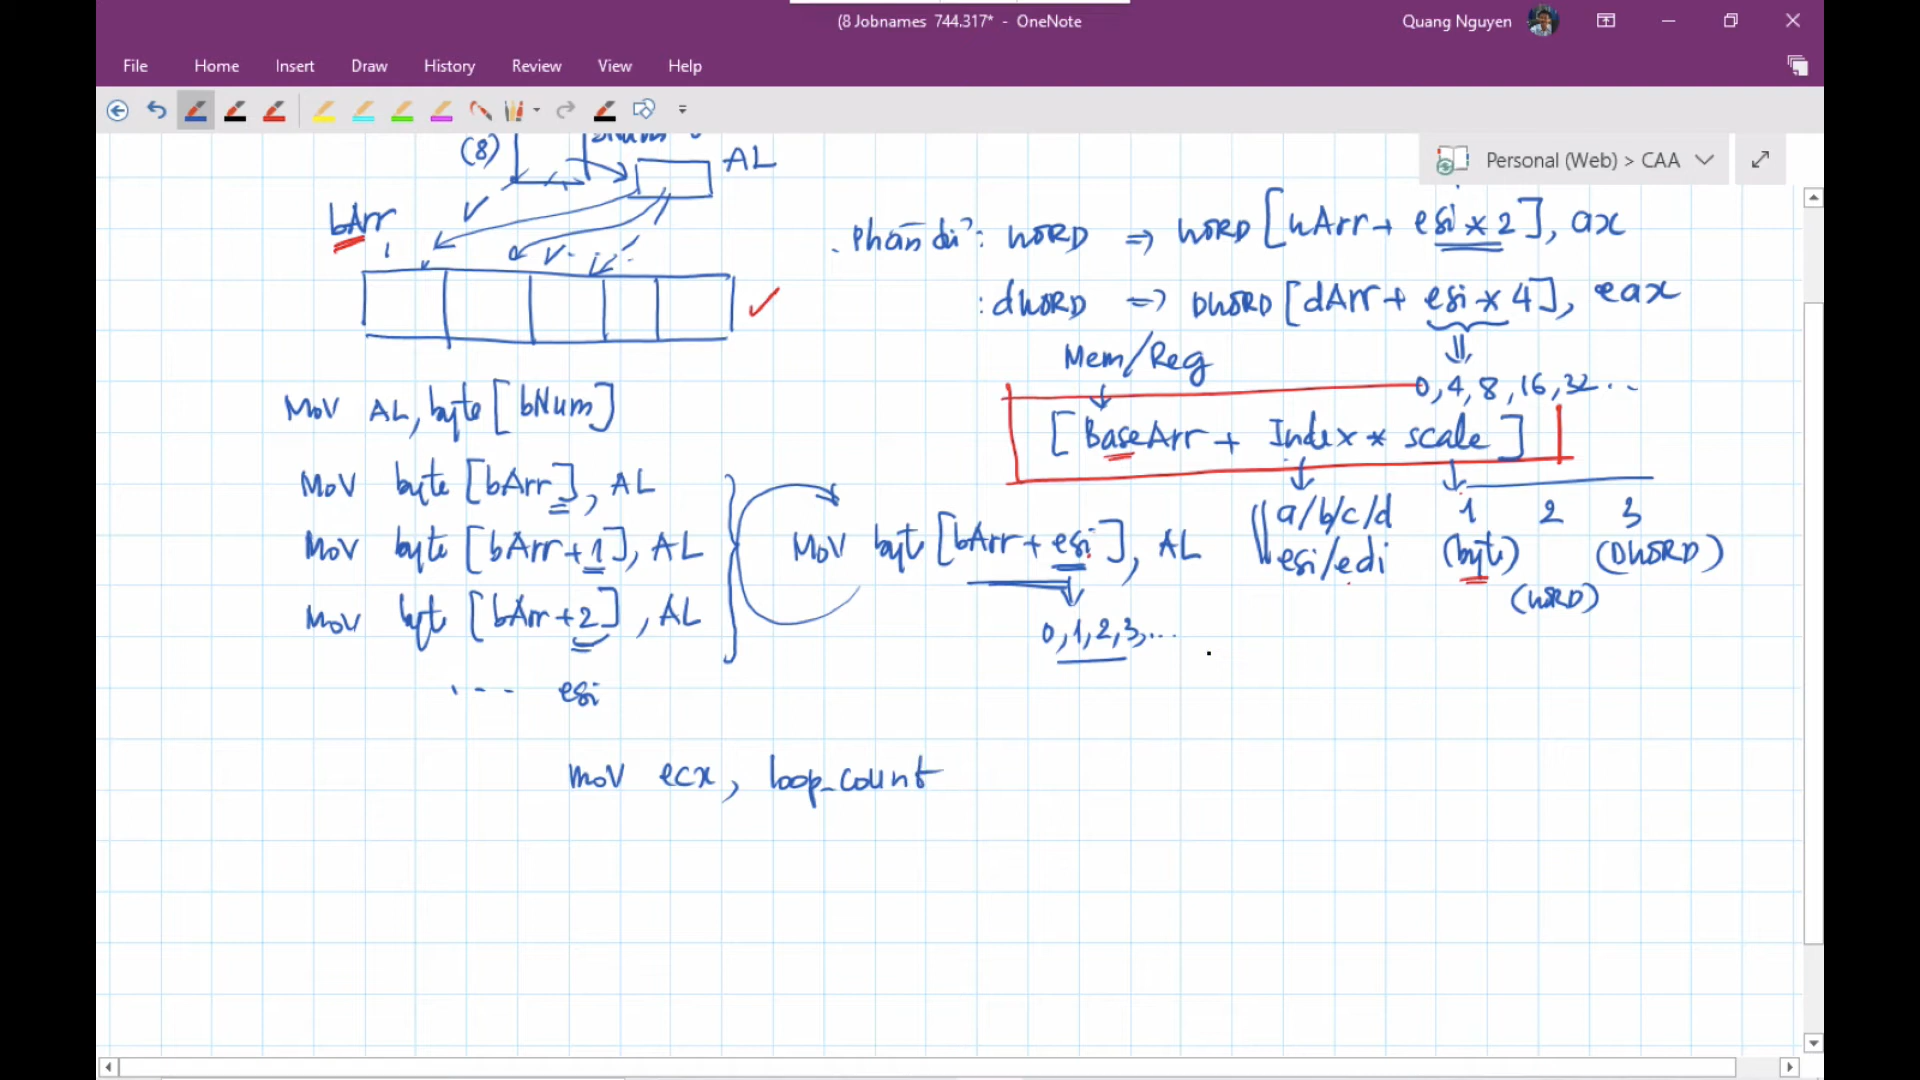 (8 Jobnames 744.317* - OneNote
Quang Nguyen
File Home Insert Draw History Review View Help
Personal (Web) > CAA
(8)
AL
bArr
. Phần dư: WORD => WORD [wArr + esi * 2], ax
: dWORD => DWORD [dArr + esi * 4], eax
0, 4, 8, 16, 32 ...
Mem/Reg
[BaseArr + Index * scale]
a/b/c/d
esi/edi
1 2 3
(byte) (DWORD)
(WORD)
MOV AL, byte [bNum]
MOV byte [bArr], AL
MOV byte [bArr+1], AL
MOV byt [bArr+2], AL
MOV byte [bArr+esi], AL
0, 1, 2, 3, ...
... esi
mov ecx, loop_count